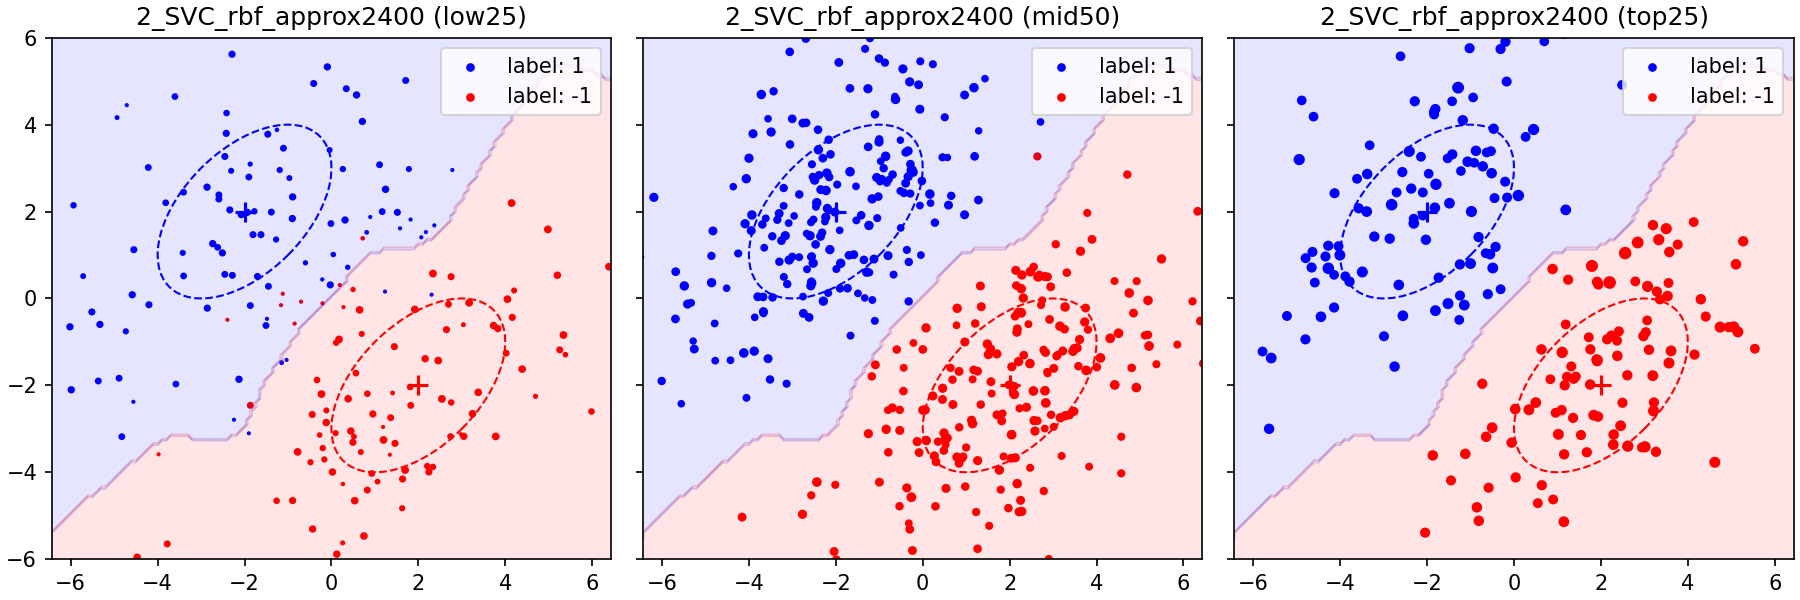 2_SVC_rbf_approx2400 (low25)
2_SVC_rbf_approx2400 (mid50)
2_SVC_rbf_approx2400 (top25)
label: 1
label: -1
label: 1
label: -1
label: 1
label: -1
6
4
2
0
−2
−4
−6
−6 −4 −2 0 2 4 6
−6 −4 −2 0 2 4 6
−6 −4 −2 0 2 4 6